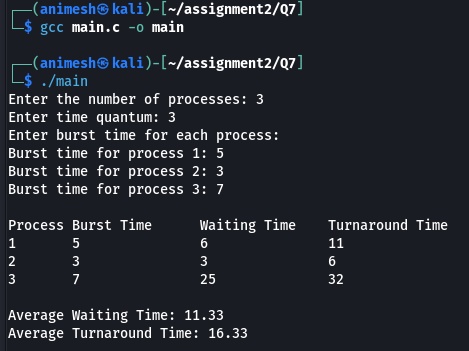 ┌──(animesh㉿kali)-[~/assignment2/Q7]
└─$ gcc main.c -o main
┌──(animesh㉿kali)-[~/assignment2/Q7]
└─$ ./main
Enter the number of processes: 3
Enter time quantum: 3
Enter burst time for each process:
Burst time for process 1: 5
Burst time for process 2: 3
Burst time for process 3: 7
Process Burst Time Waiting Time Turnaround Time
1 5 6 11
2 3 3 6
3 7 25 32
Average Waiting Time: 11.33
Average Turnaround Time: 16.33